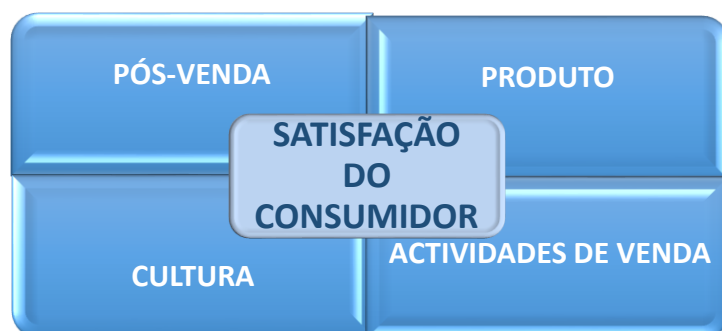 PÓS-VENDA
PRODUTO
SATISFAÇÃO
DO
CONSUMIDOR
CULTURA
ACTIVIDADES DE VENDA